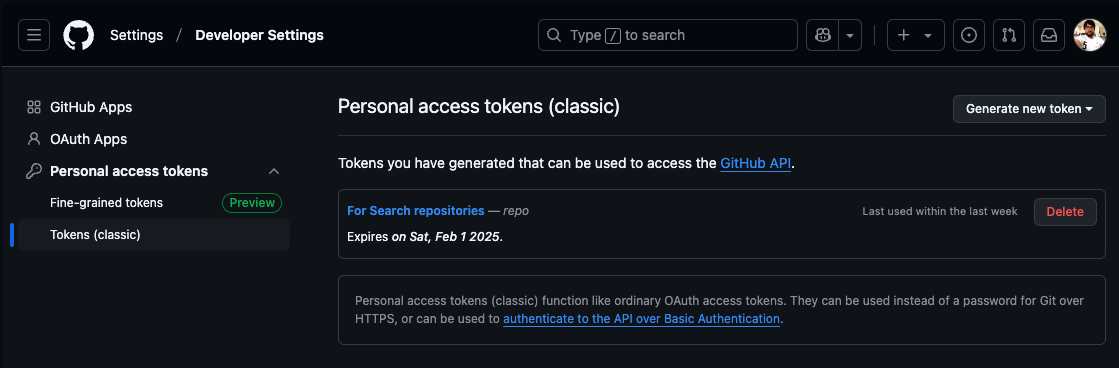 Settings / Developer Settings
Type / to search
GitHub Apps
OAuth Apps
Personal access tokens
Fine-grained tokens Preview
Tokens (classic)
Personal access tokens (classic)
Generate new token
Tokens you have generated that can be used to access the GitHub API.
For Search repositories — repo
Last used within the last week
Delete
Expires on Sat, Feb 1 2025.
Personal access tokens (classic) function like ordinary OAuth access tokens. They can be used instead of a password for Git over
HTTPS, or can be used to authenticate to the API over Basic Authentication.